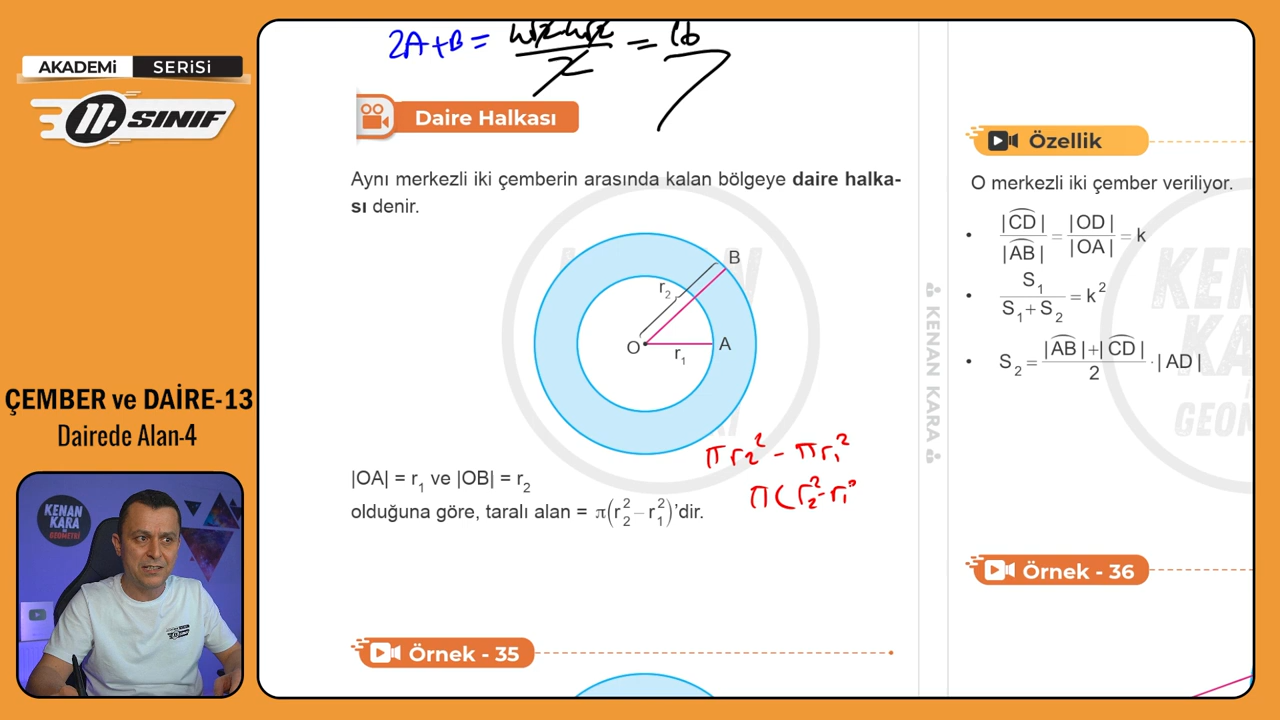 AKADEMİ SERİSİ
11. SINIF
ÇEMBER ve DAİRE-13
Dairede Alan-4
KENAN
KARA
ile
GEOMETRİ
11.SINIF
2A+B = = 16
Daire Halkası
Aynı merkezli iki çemberin arasında kalan bölgeye daire halka-
sı denir.
B
r₂
O
r₁
A
πr₂² - πr₁²
π(r₂²-r₁²
|OA| = r₁ ve |OB| = r₂
olduğuna göre, taralı alan = π(r₂² – r₁²)'dir.
Örnek - 35
KENAN KARA
Özellik
O merkezli iki çember veriliyor.
• |CD| / |AB| = |OD| / |OA| = k
• S₁ / (S₁+S₂) = k²
• S₂ = (|AB|+|CD|) / 2 · |AD|
Örnek - 36